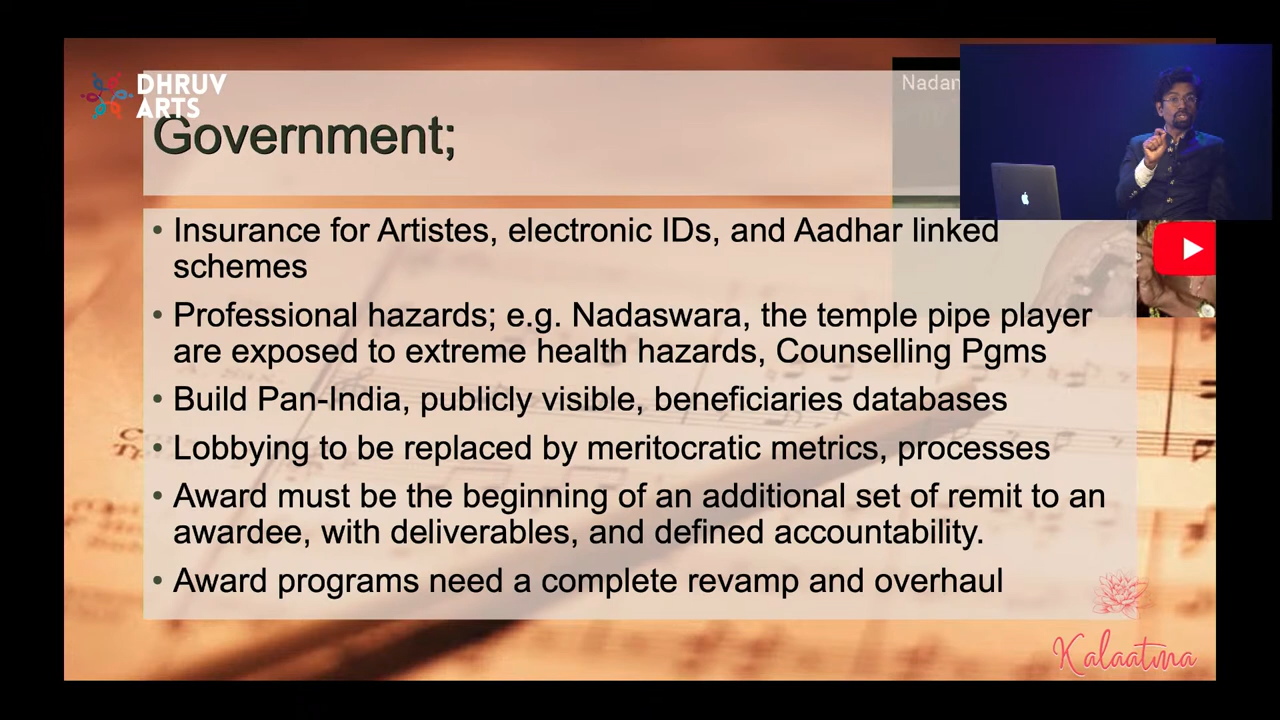 DHRUV
ARTS
Nadan
Government;
• Insurance for Artistes, electronic IDs, and Aadhar linked
schemes
• Professional hazards; e.g. Nadaswara, the temple pipe player
are exposed to extreme health hazards, Counselling Pgms
• Build Pan-India, publicly visible, beneficiaries databases
• Lobbying to be replaced by meritocratic metrics, processes
• Award must be the beginning of an additional set of remit to an
awardee, with deliverables, and defined accountability.
• Award programs need a complete revamp and overhaul
Kalaatma